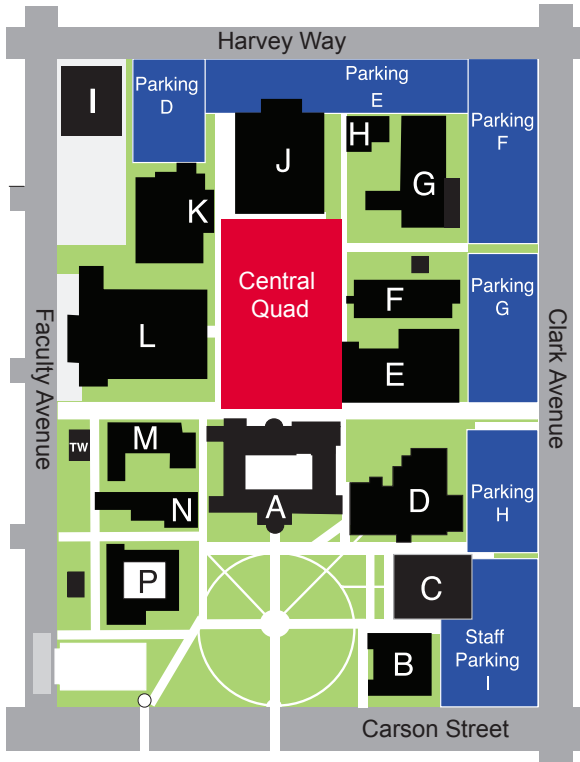 Harvey Way
I
Parking
D
Parking
E
Parking
F
J
H
G
K
Central
Quad
F
Parking
G
L
E
Faculty Avenue
Clark Avenue
TW
M
N
A
D
Parking
H
P
C
B
Staff
Parking
I
Carson Street